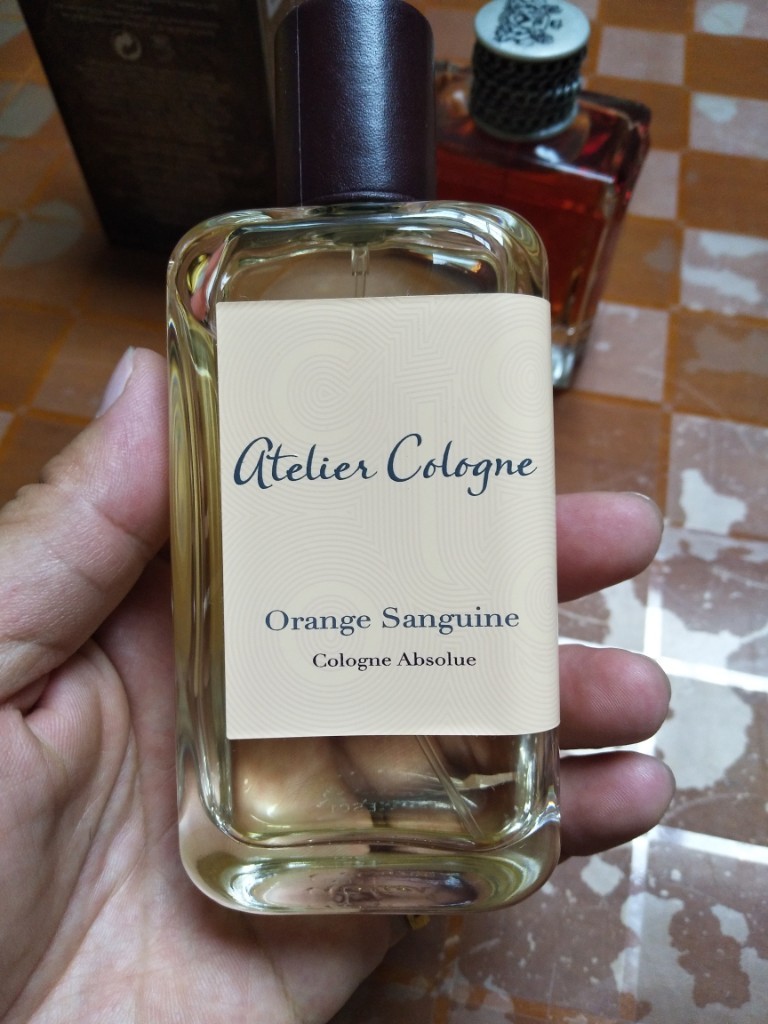 Atelier Cologne
Orange Sanguine
Cologne Absolue